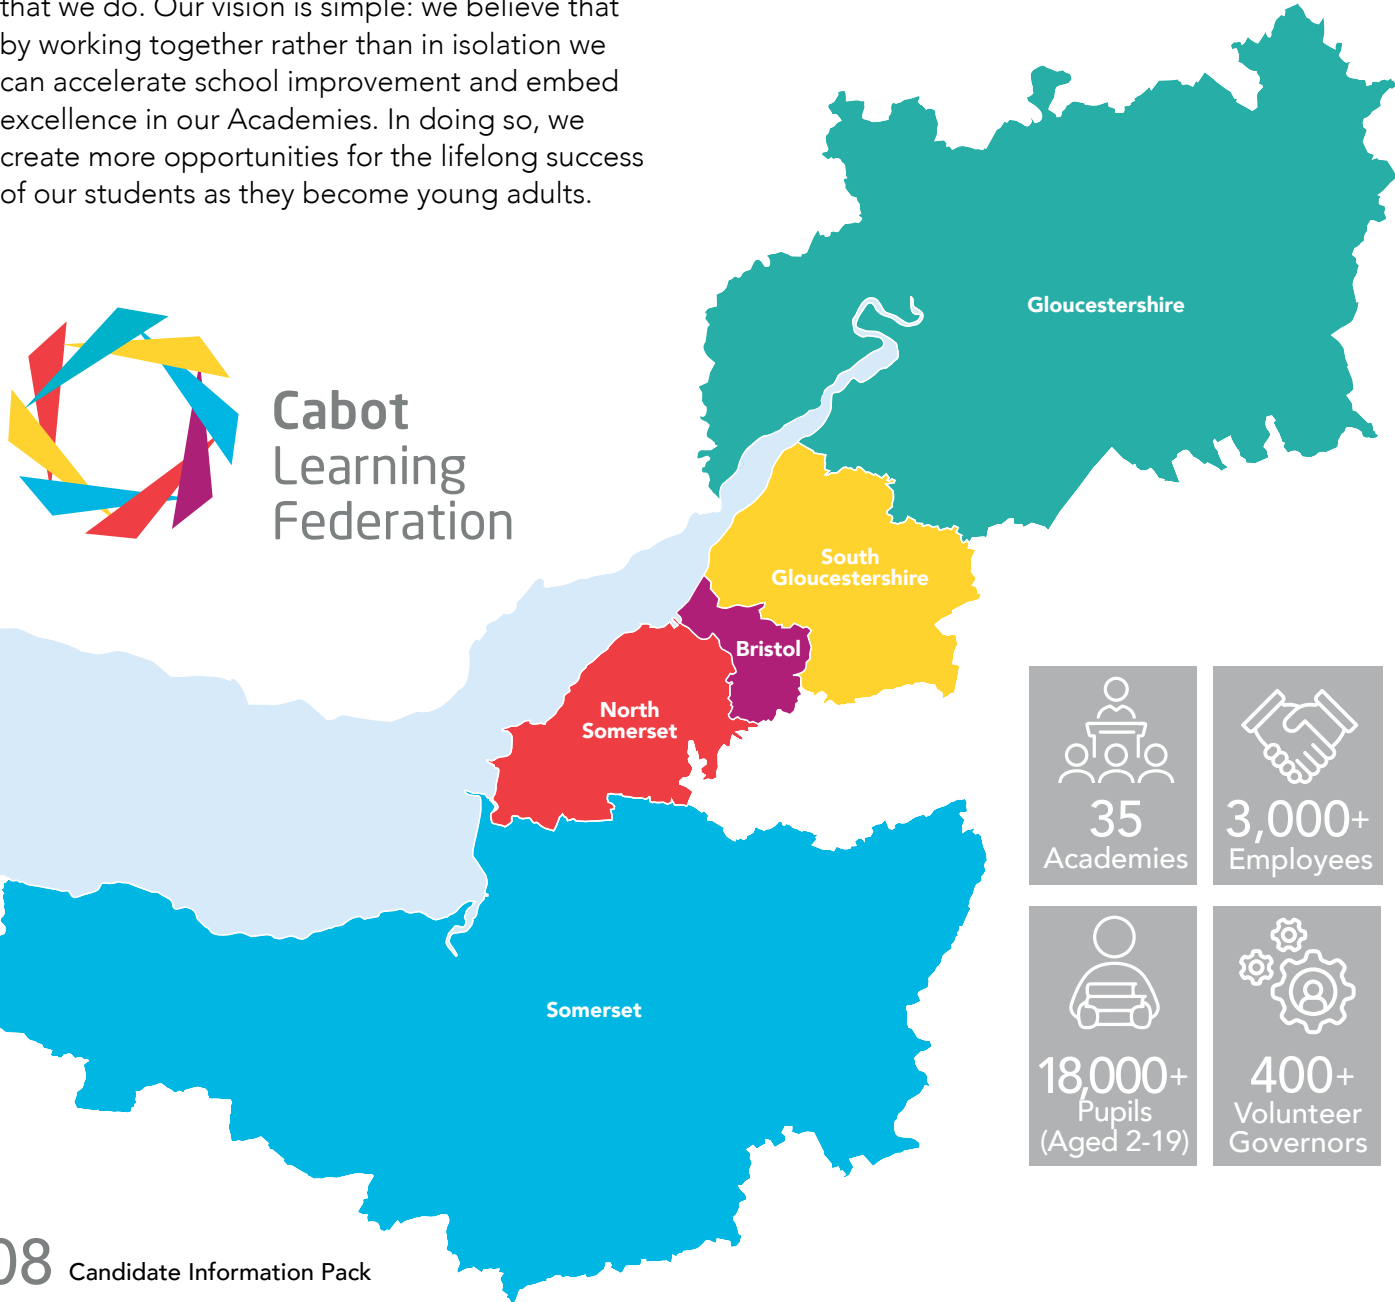 that we do. Our vision is simple: we believe that
by working together rather than in isolation we
can accelerate school improvement and embed
excellence in our Academies. In doing so, we
create more opportunities for the lifelong success
of our students as they become young adults.
Cabot
Learning
Federation
Gloucestershire
South
Gloucestershire
Bristol
North
Somerset
Somerset
35
Academies
3,000+
Employees
18,000+
Pupils
(Aged 2-19)
400+
Volunteer
Governors
08 Candidate Information Pack